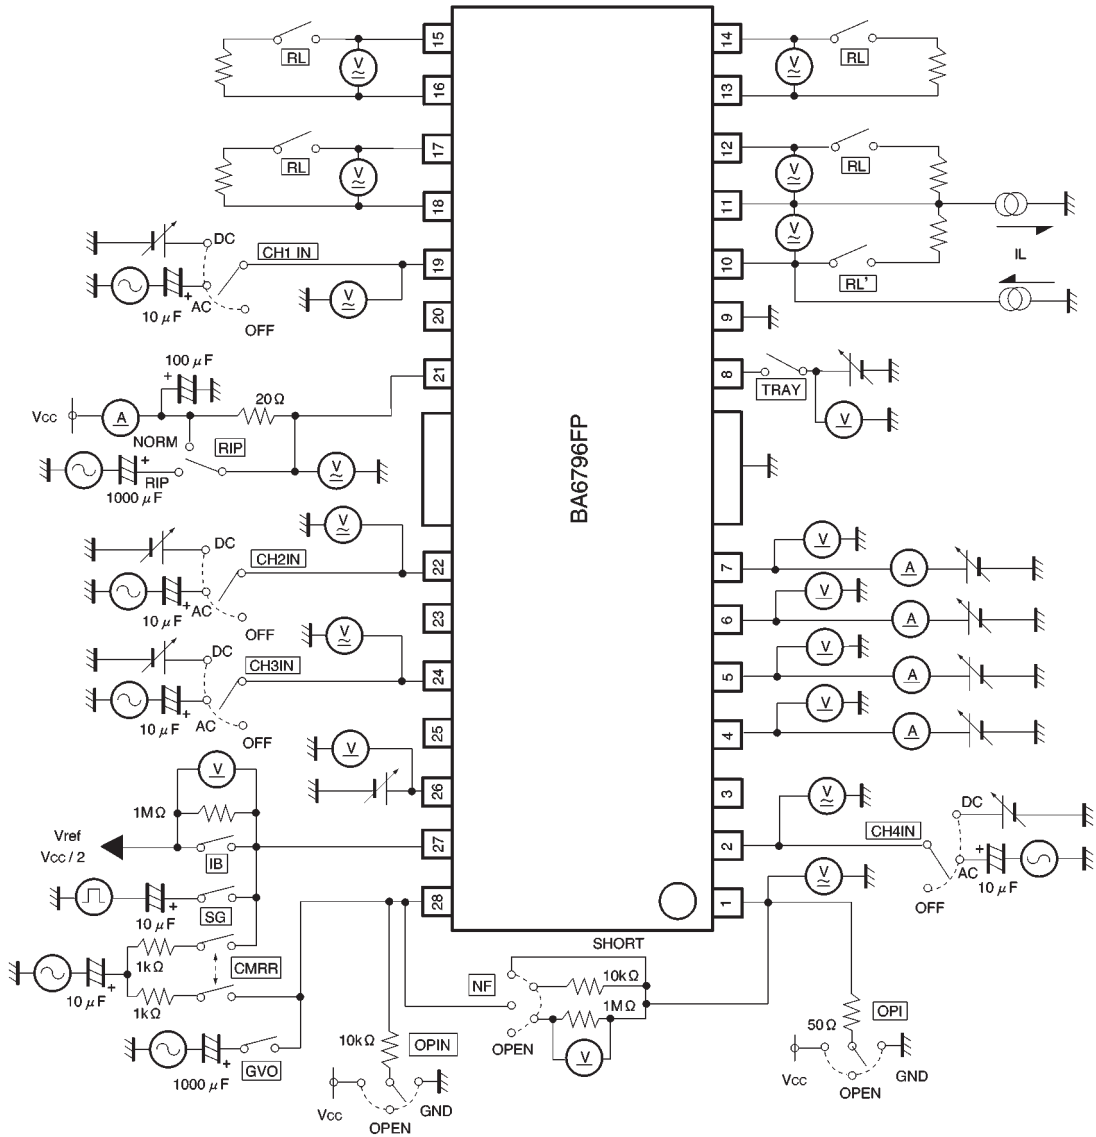 15
RL
V
16
17
RL
V
18
DC
CH1 IN
19
AC
10 μF
OFF
V
20
100 μF
21
20Ω
Vcc
A
NORM
RIP
RIP
1000 μF
V
V
DC
CH2IN
22
AC
10 μF
OFF
23
V
DC
CH3IN
24
AC
10 μF
OFF
25
V
26
V
1MΩ
Vref
Vcc / 2
IB
27
SG
10 μF
28
1kΩ
CMRR
10 μF
1kΩ
GVO
1000 μF
BA6796FP
14
RL
V
13
12
RL
V
11
V
IL
10
RL'
9
8
TRAY
V
V
7
A
V
6
A
V
5
A
V
4
A
3
V
DC
CH4IN
2
AC
10 μF
OFF
V
1
SHORT
NF
10kΩ
1MΩ
OPEN
V
10kΩ
OPIN
Vcc
GND
OPEN
50Ω
OPI
Vcc
GND
OPEN